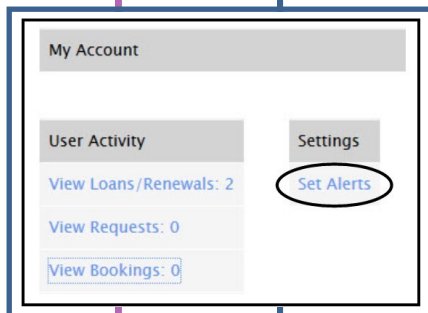 My Account
User Activity
View Loans/Renewals: 2
View Requests: 0
View Bookings: 0
Settings
Set Alerts